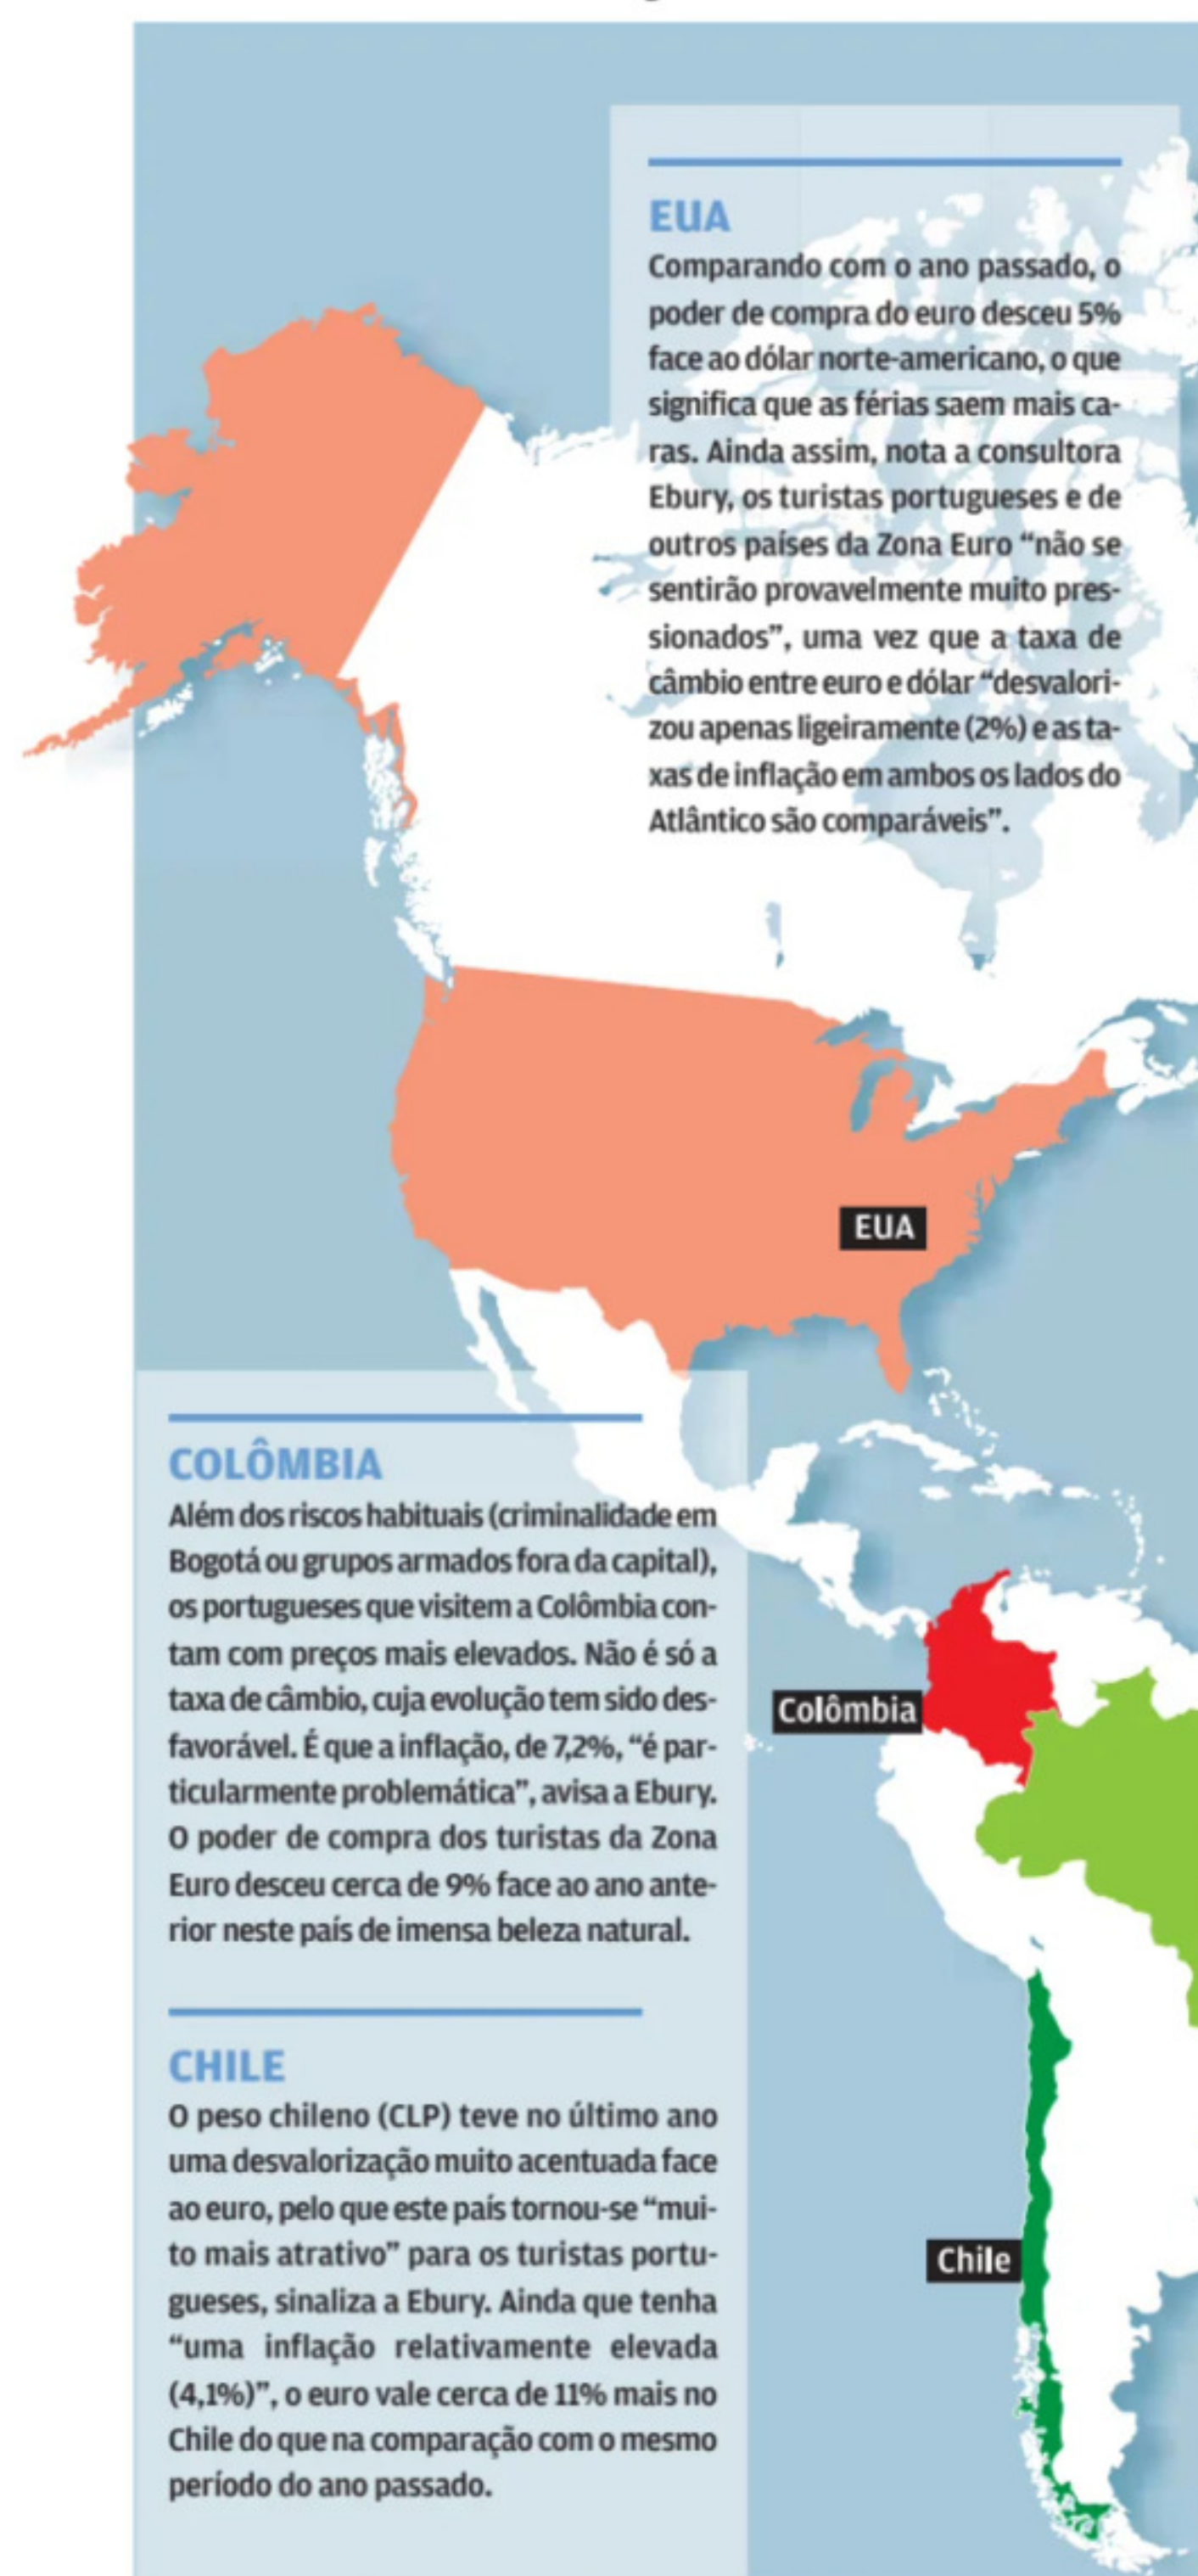 EUA
Comparando com o ano passado, o
poder de compra do euro desceu 5%
face ao dólar norte-americano, o que
significa que as férias saem mais ca-
ras. Ainda assim, nota a consultora
Ebury, os turistas portugueses e de
outros países da Zona Euro “não se
sentirão provavelmente muito pres-
sionados”, uma vez que a taxa de
câmbio entre euro e dólar “desvalori-
zou apenas ligeiramente (2%) e as ta-
xas de inflação em ambos os lados do
Atlântico são comparáveis”.
EUA
COLÔMBIA
Além dos riscos habituais (criminalidade em
Bogotá ou grupos armados fora da capital),
os portugueses que visitem a Colômbia con-
tam com preços mais elevados. Não é só a
taxa de câmbio, cuja evolução tem sido des-
favorável. É que a inflação, de 7,2%, “é par-
ticularmente problemática”, avisa a Ebury.
O poder de compra dos turistas da Zona
Euro desceu cerca de 9% face ao ano ante-
rior neste país de imensa beleza natural.
Colômbia
CHILE
O peso chileno (CLP) teve no último ano
uma desvalorização muito acentuada face
ao euro, pelo que este país tornou-se “mui-
to mais atrativo” para os turistas portu-
gueses, sinaliza a Ebury. Ainda que tenha
“uma inflação relativamente elevada
(4,1%)”, o euro vale cerca de 11% mais no
Chile do que na comparação com o mesmo
período do ano passado.
Chile